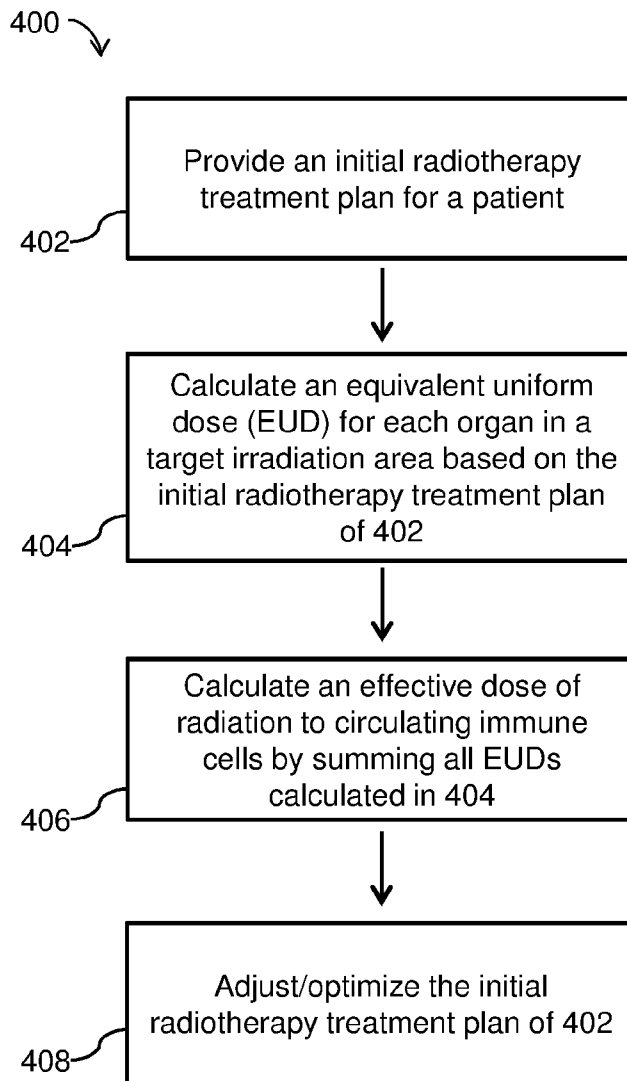 400
Provide an initial radiotherapy
treatment plan for a patient
402
Calculate an equivalent uniform
dose (EUD) for each organ in a
target irradiation area based on the
initial radiotherapy treatment plan
of 402
404
Calculate an effective dose of
radiation to circulating immune
cells by summing all EUDs
calculated in 404
406
Adjust/optimize the initial
radiotherapy treatment plan of 402
408